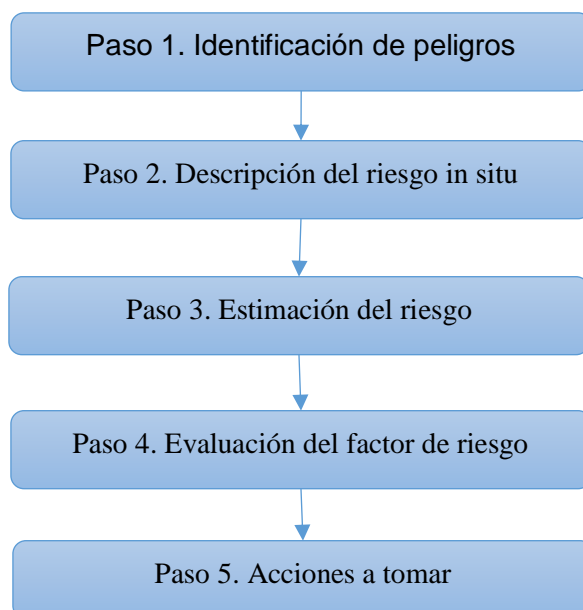 Paso 1. Identificación de peligros
Paso 2. Descripción del riesgo in situ
Paso 3. Estimación del riesgo
Paso 4. Evaluación del factor de riesgo
Paso 5. Acciones a tomar